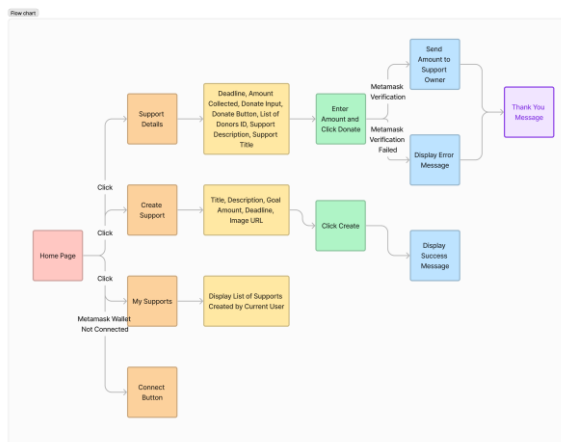 Flow chart
Send
Amount to
Support
Owner
Metamask
Verification
Support
Details
Deadline, Amount
Collected, Donate Input,
Donate Button, List of
Donors ID, Support
Description, Support
Title
Enter
Amount and
Click Donate
Thank You
Message
Metamask
Verification
Failed
Display Error
Message
Click
Create
Support
Title, Description, Goal
Amount, Deadline,
Image URL
Click Create
Click
Home Page
Display
Success
Message
Click
My Supports
Display List of Supports
Created by Current User
Metamask Wallet
Not Connected
Connect
Button